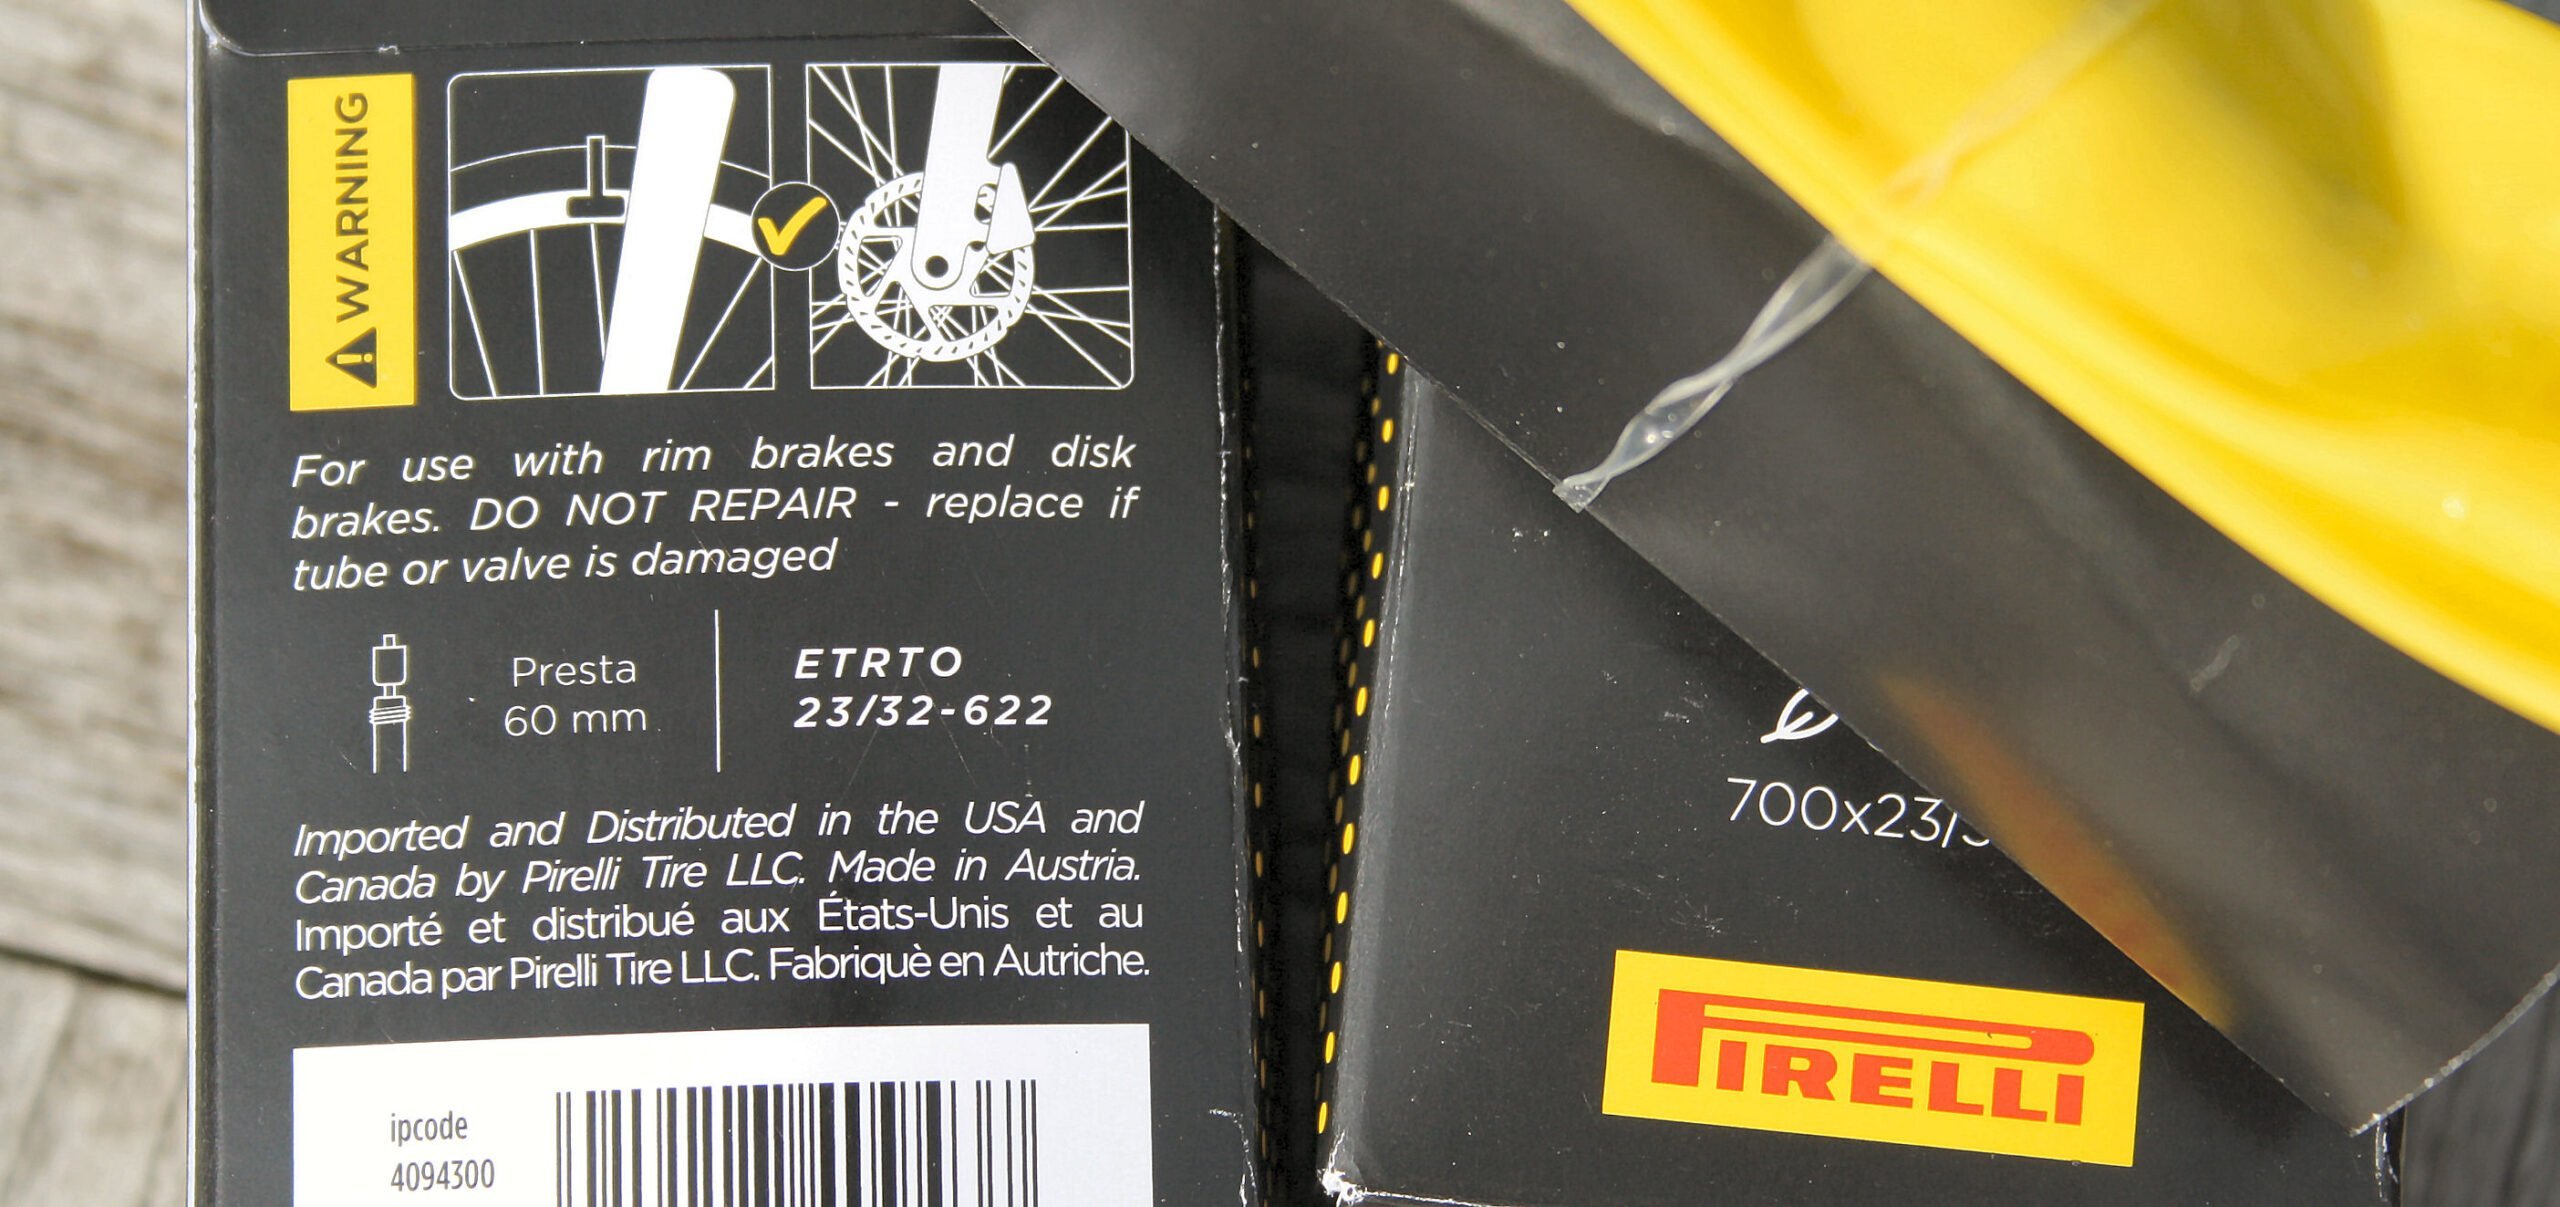 WARNING
For use with rim brakes and disk
brakes. DO NOT REPAIR - replace if
tube or valve is damaged
Presta
60 mm
ETRTO
23/32-622
Imported and Distributed in the USA and
Canada by Pirelli Tire LLC. Made in Austria.
Importé et distribué aux États-Unis et au
Canada par Pirelli Tire LLC. Fabriquè en Autriche.
ipcode
4094300
700x23/3
PIRELLI